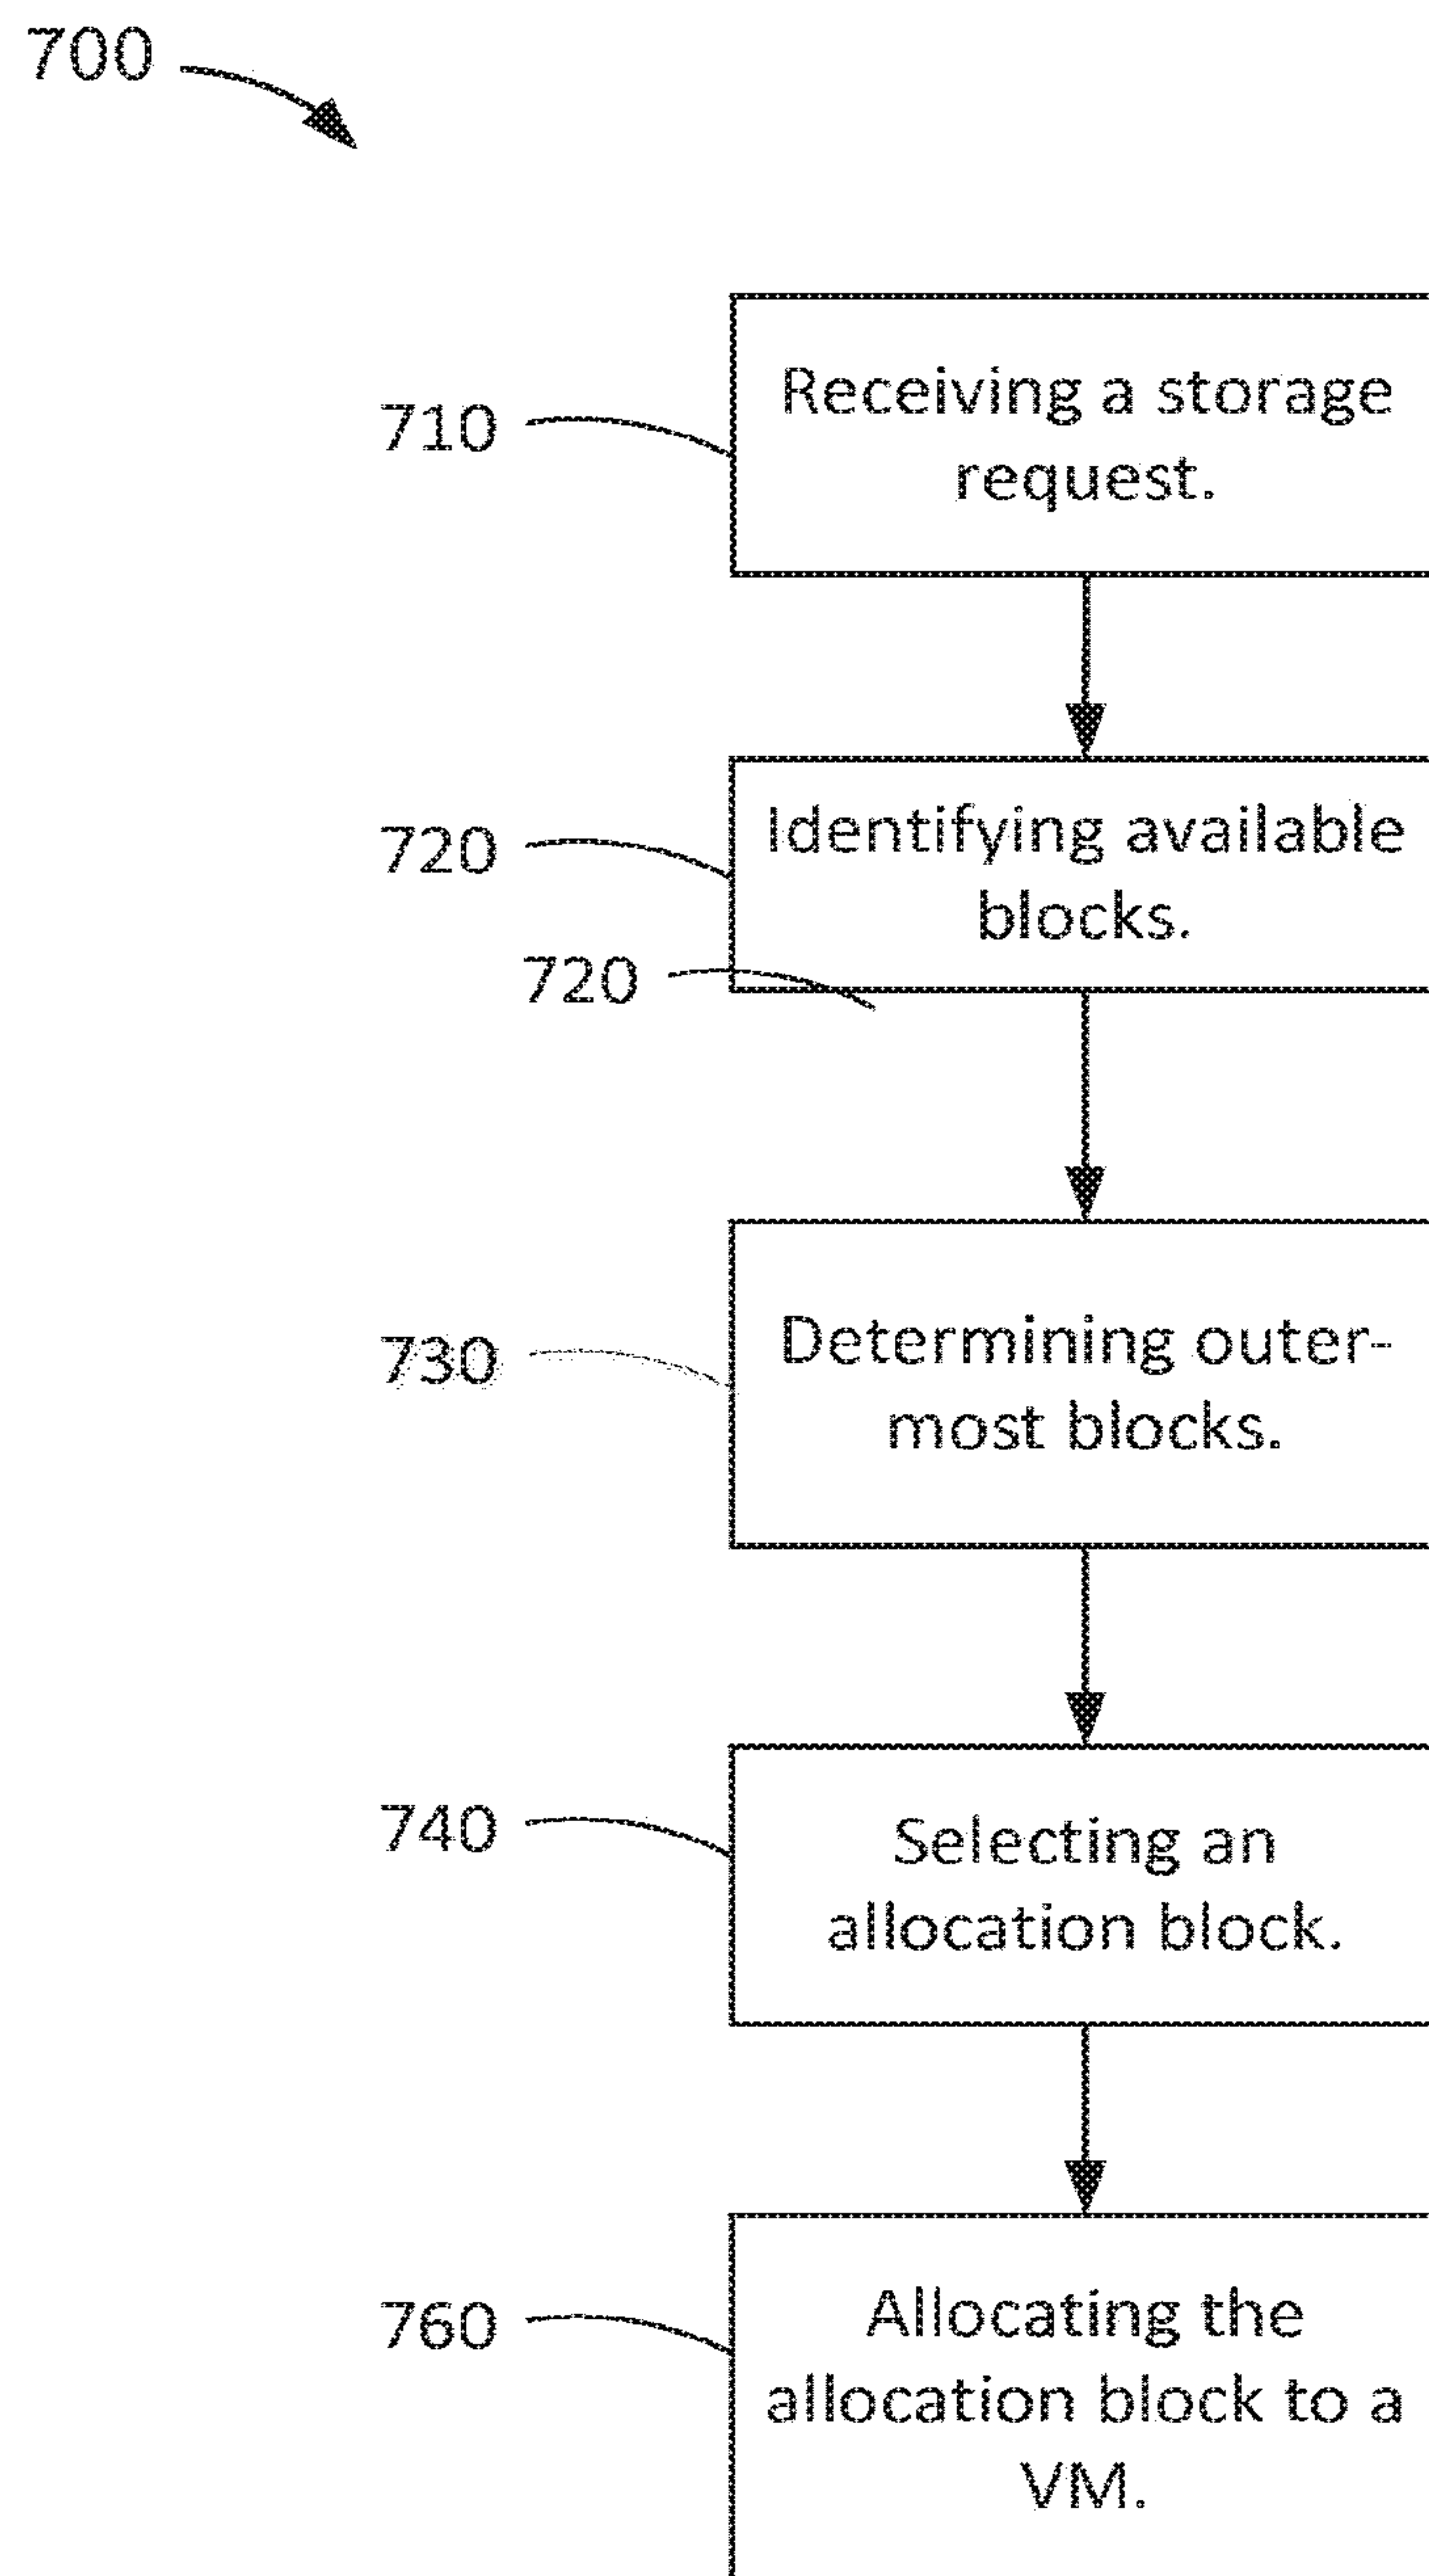 700
710
Receiving a storage
request.
720
Identifying available
blocks.
720
730
Determining outer-
most blocks.
740
Selecting an
allocation block.
760
Allocating the
allocation block to a
VM.